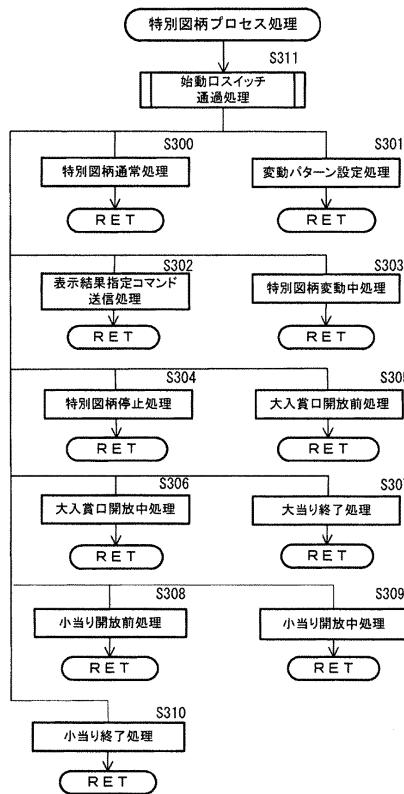 特別図柄プロセス処理
S311
始動口スイッチ
通過処理
S300
S301
特別図柄通常処理
変動パターン設定処理
RET
RET
S302
S303
表示結果指定コマンド
送信処理
特別図柄変動中処理
RET
RET
S304
S305
特別図柄停止処理
大入賞口開放前処理
RET
RET
S306
S307
大入賞口開放中処理
大当り終了処理
RET
RET
S308
S309
小当り開放前処理
小当り開放中処理
RET
RET
S310
小当り終了処理
RET